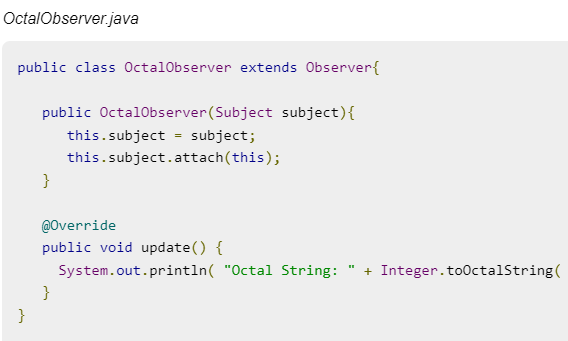 OctalObserver.java
public class OctalObserver extends Observer{
public OctalObserver(Subject subject){
this.subject = subject;
this.subject.attach(this);
}
@Override
public void update() {
System.out.println( "Octal String: " + Integer.toOctalString(
}
}